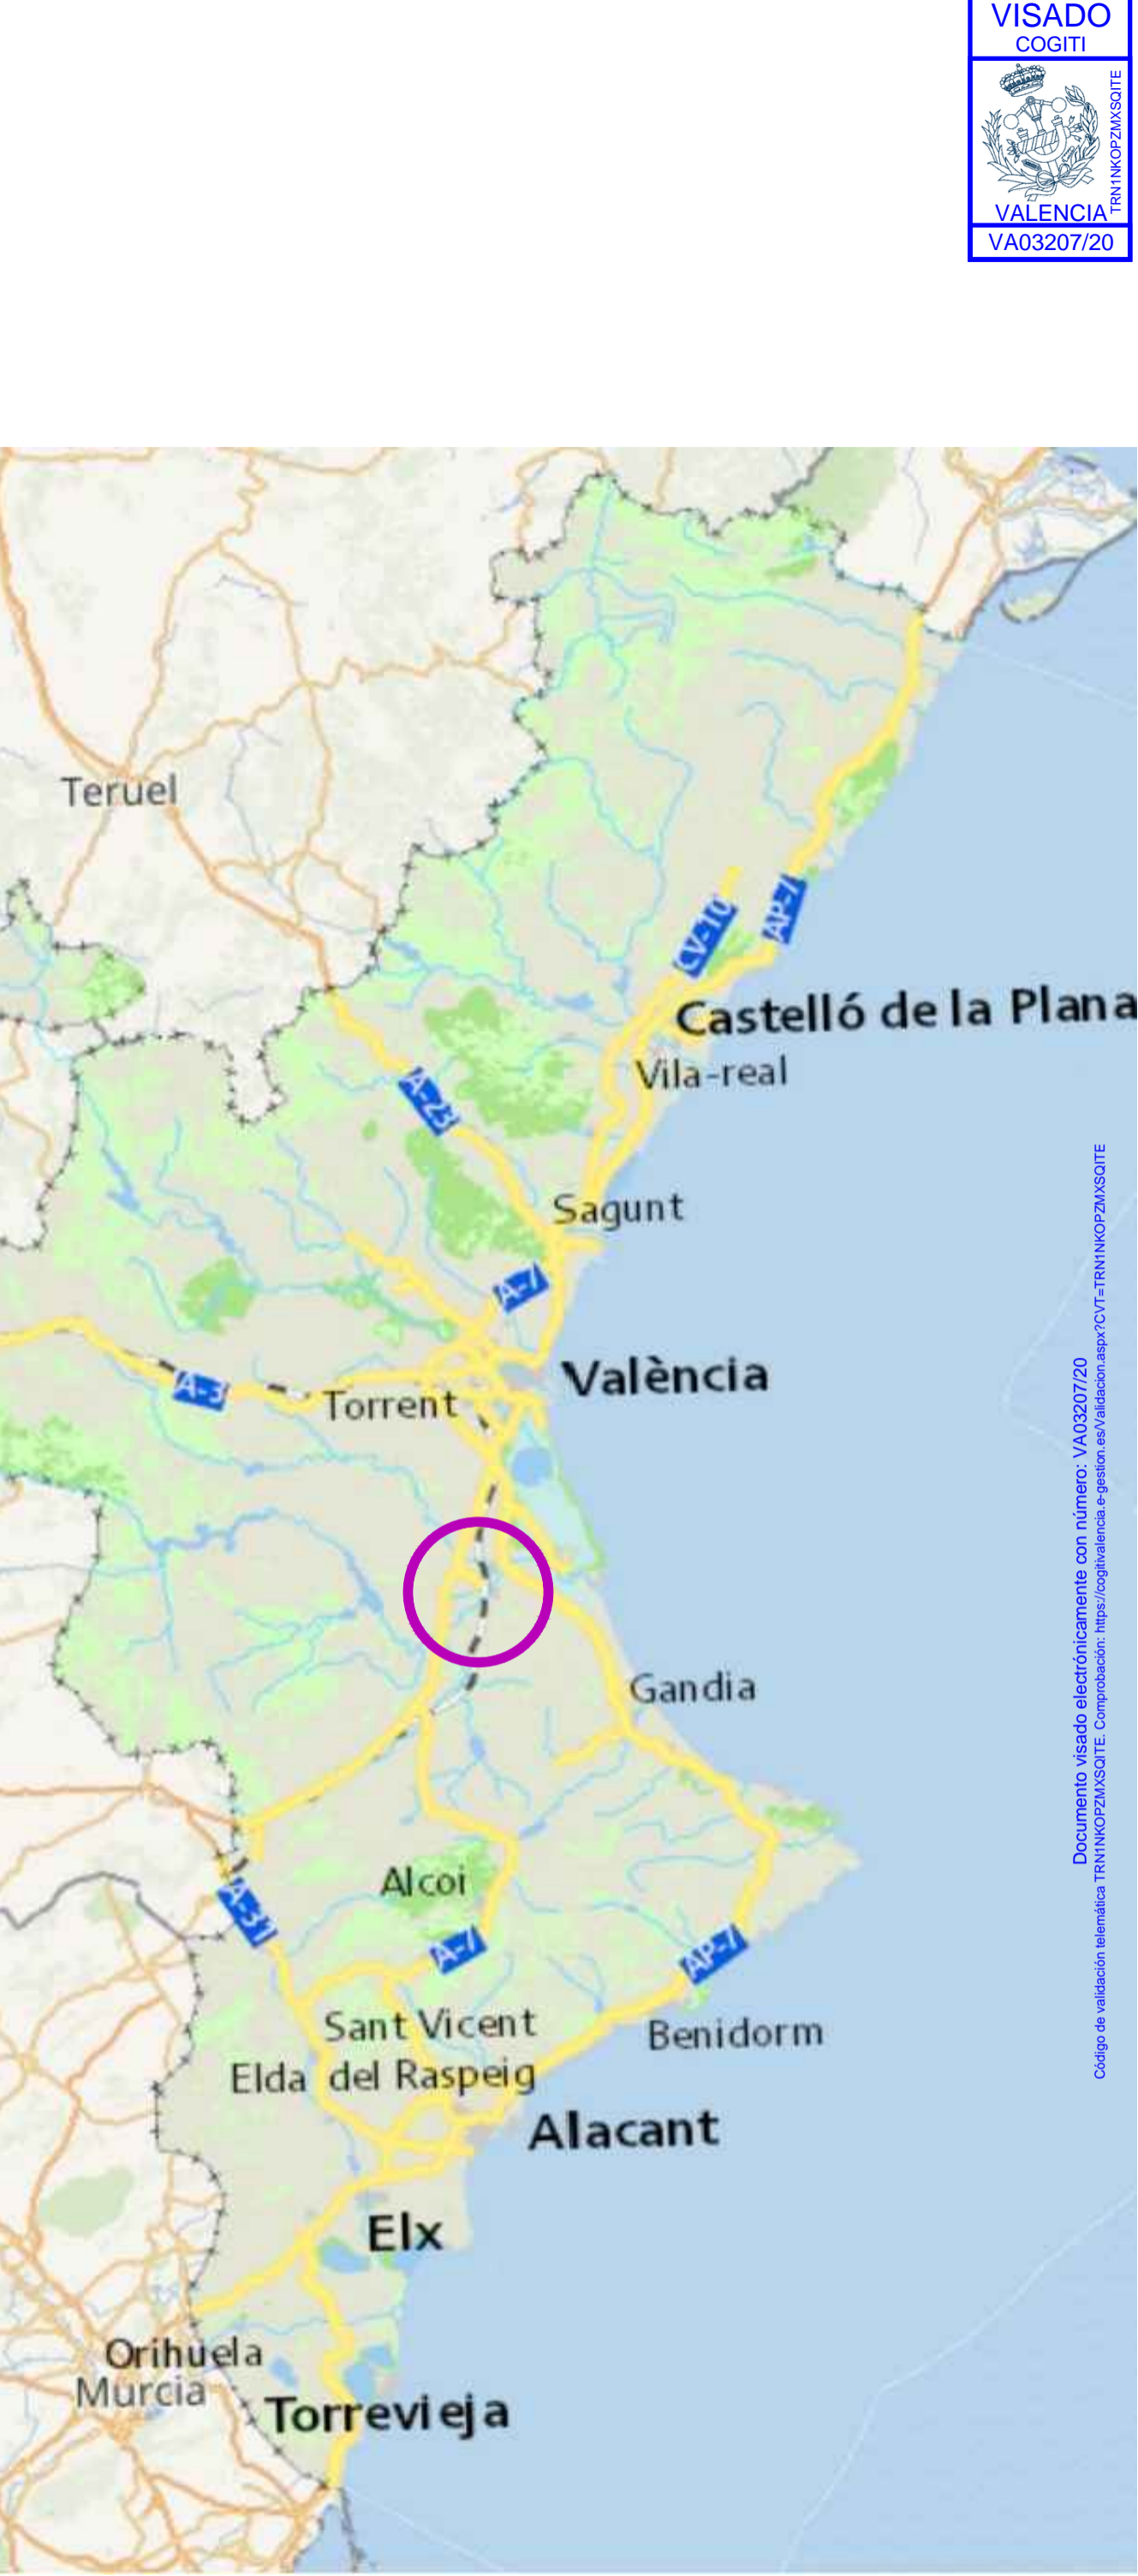 VISADO
COGITI
TRN1NKOPZMXSQITE
VALENCIA
VA03207/20
Teruel
CV-10
AP-7
Castelló de la Plana
Vila-real
A-23
Sagunt
A-7
València
A-3
Torrent
Gandia
Alcoi
A-31
A-7
AP-7
Sant Vicent
Benidorm
Elda del Raspeig
Alacant
Elx
Orihuela
Murcia
Torrevieja
Documento visado electrónicamente con número: VA03207/20
Código de validación telemática TRN1NKOPZMXSQITE. Comprobación: https://cogitivalencia.e-gestion.es/Validacion.aspx?CVT=TRN1NKOPZMXSQITE